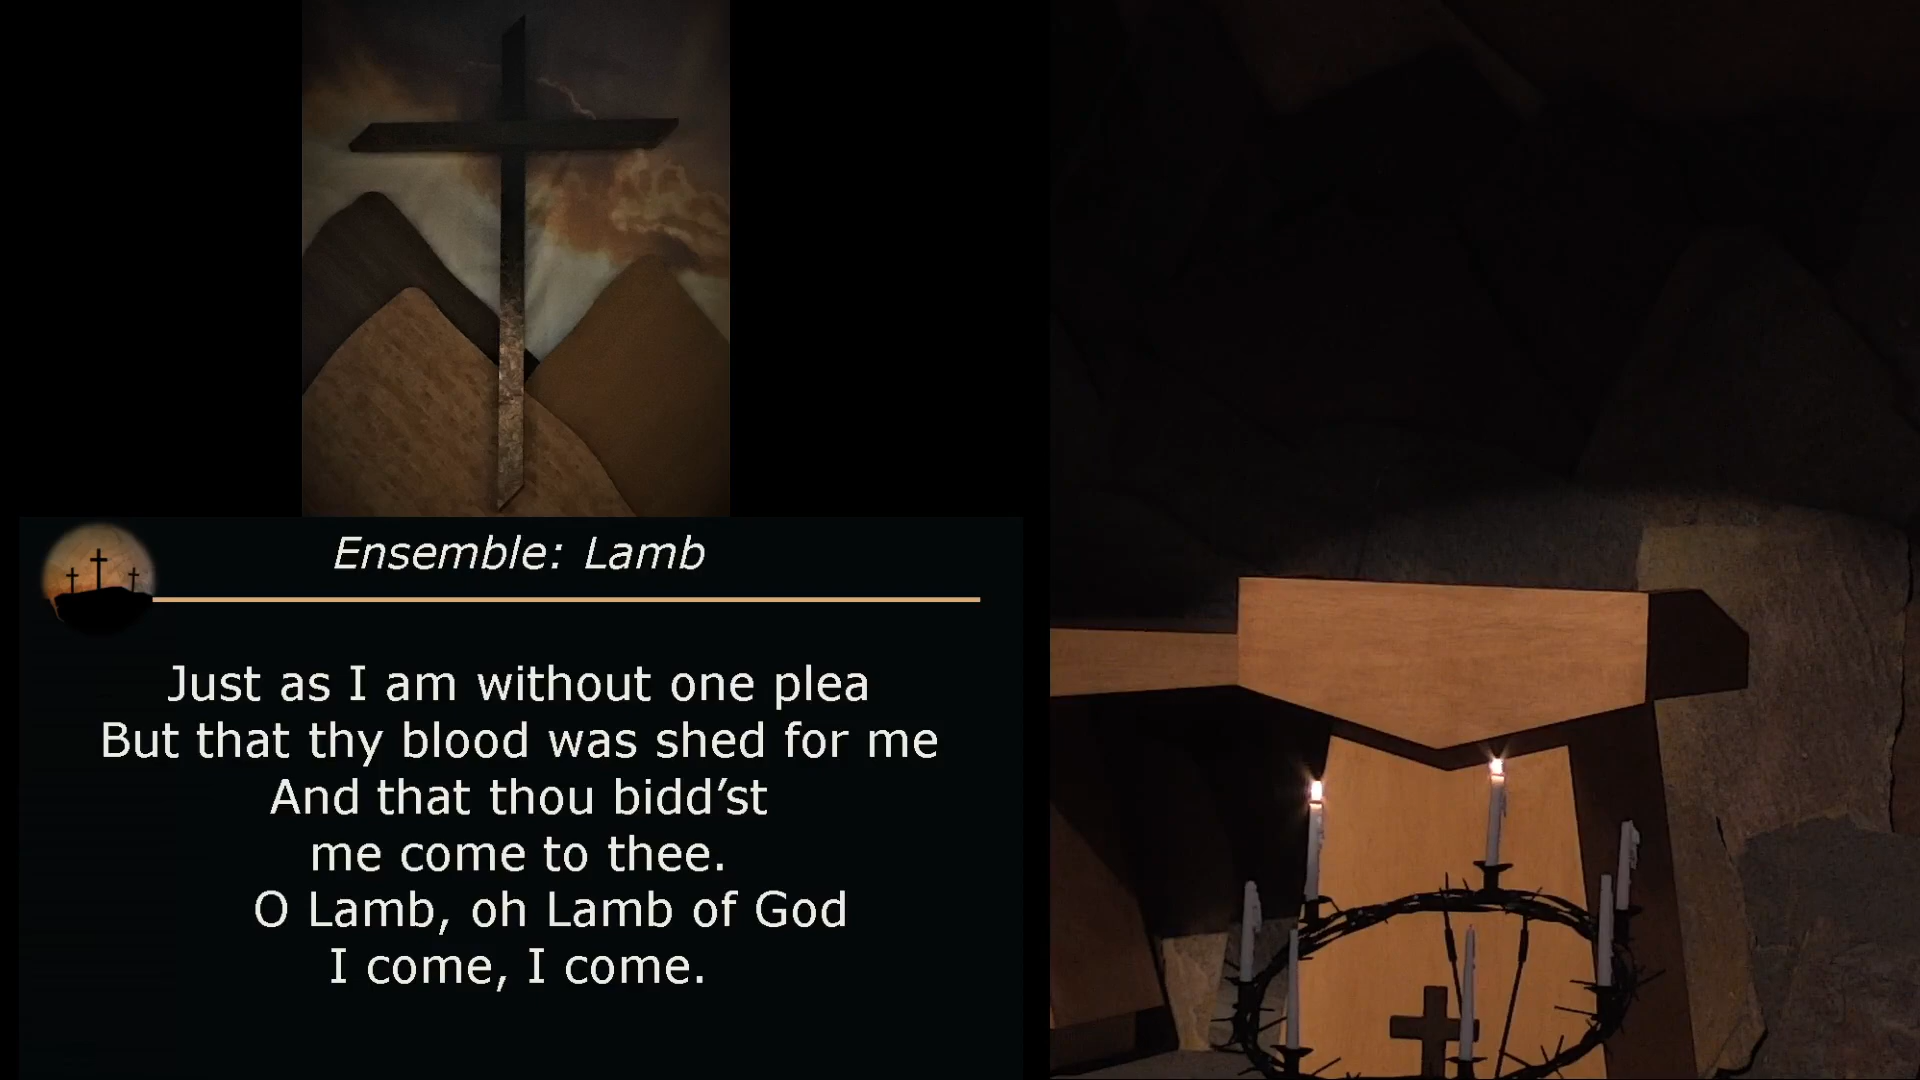 Ensemble: Lamb
Just as I am without one plea
But that thy blood was shed for me
And that thou bidd’st
me come to thee.
O Lamb, oh Lamb of God
I come, I come.